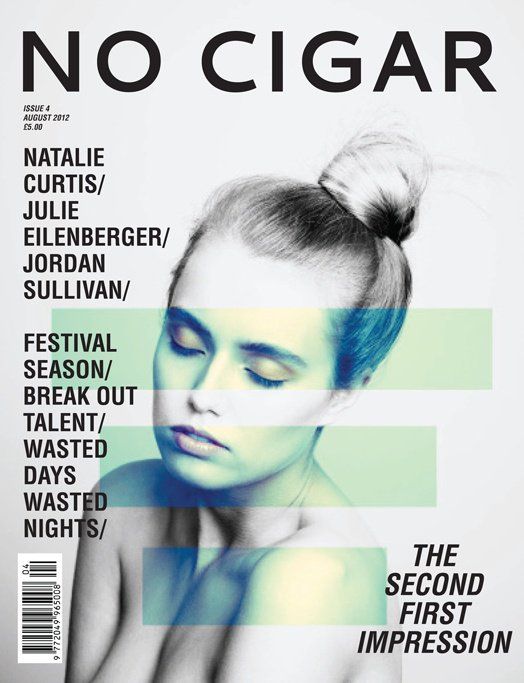 NO CIGAR
ISSUE 4
AUGUST 2012
£5.00
NATALIE
CURTIS/
JULIE
EILENBERGER/
JORDAN
SULLIVAN/
FESTIVAL
SEASON/
BREAK OUT
TALENT/
WASTED
DAYS
WASTED
NIGHTS/
THE
SECOND
FIRST
IMPRESSION
04
9 772049 965008